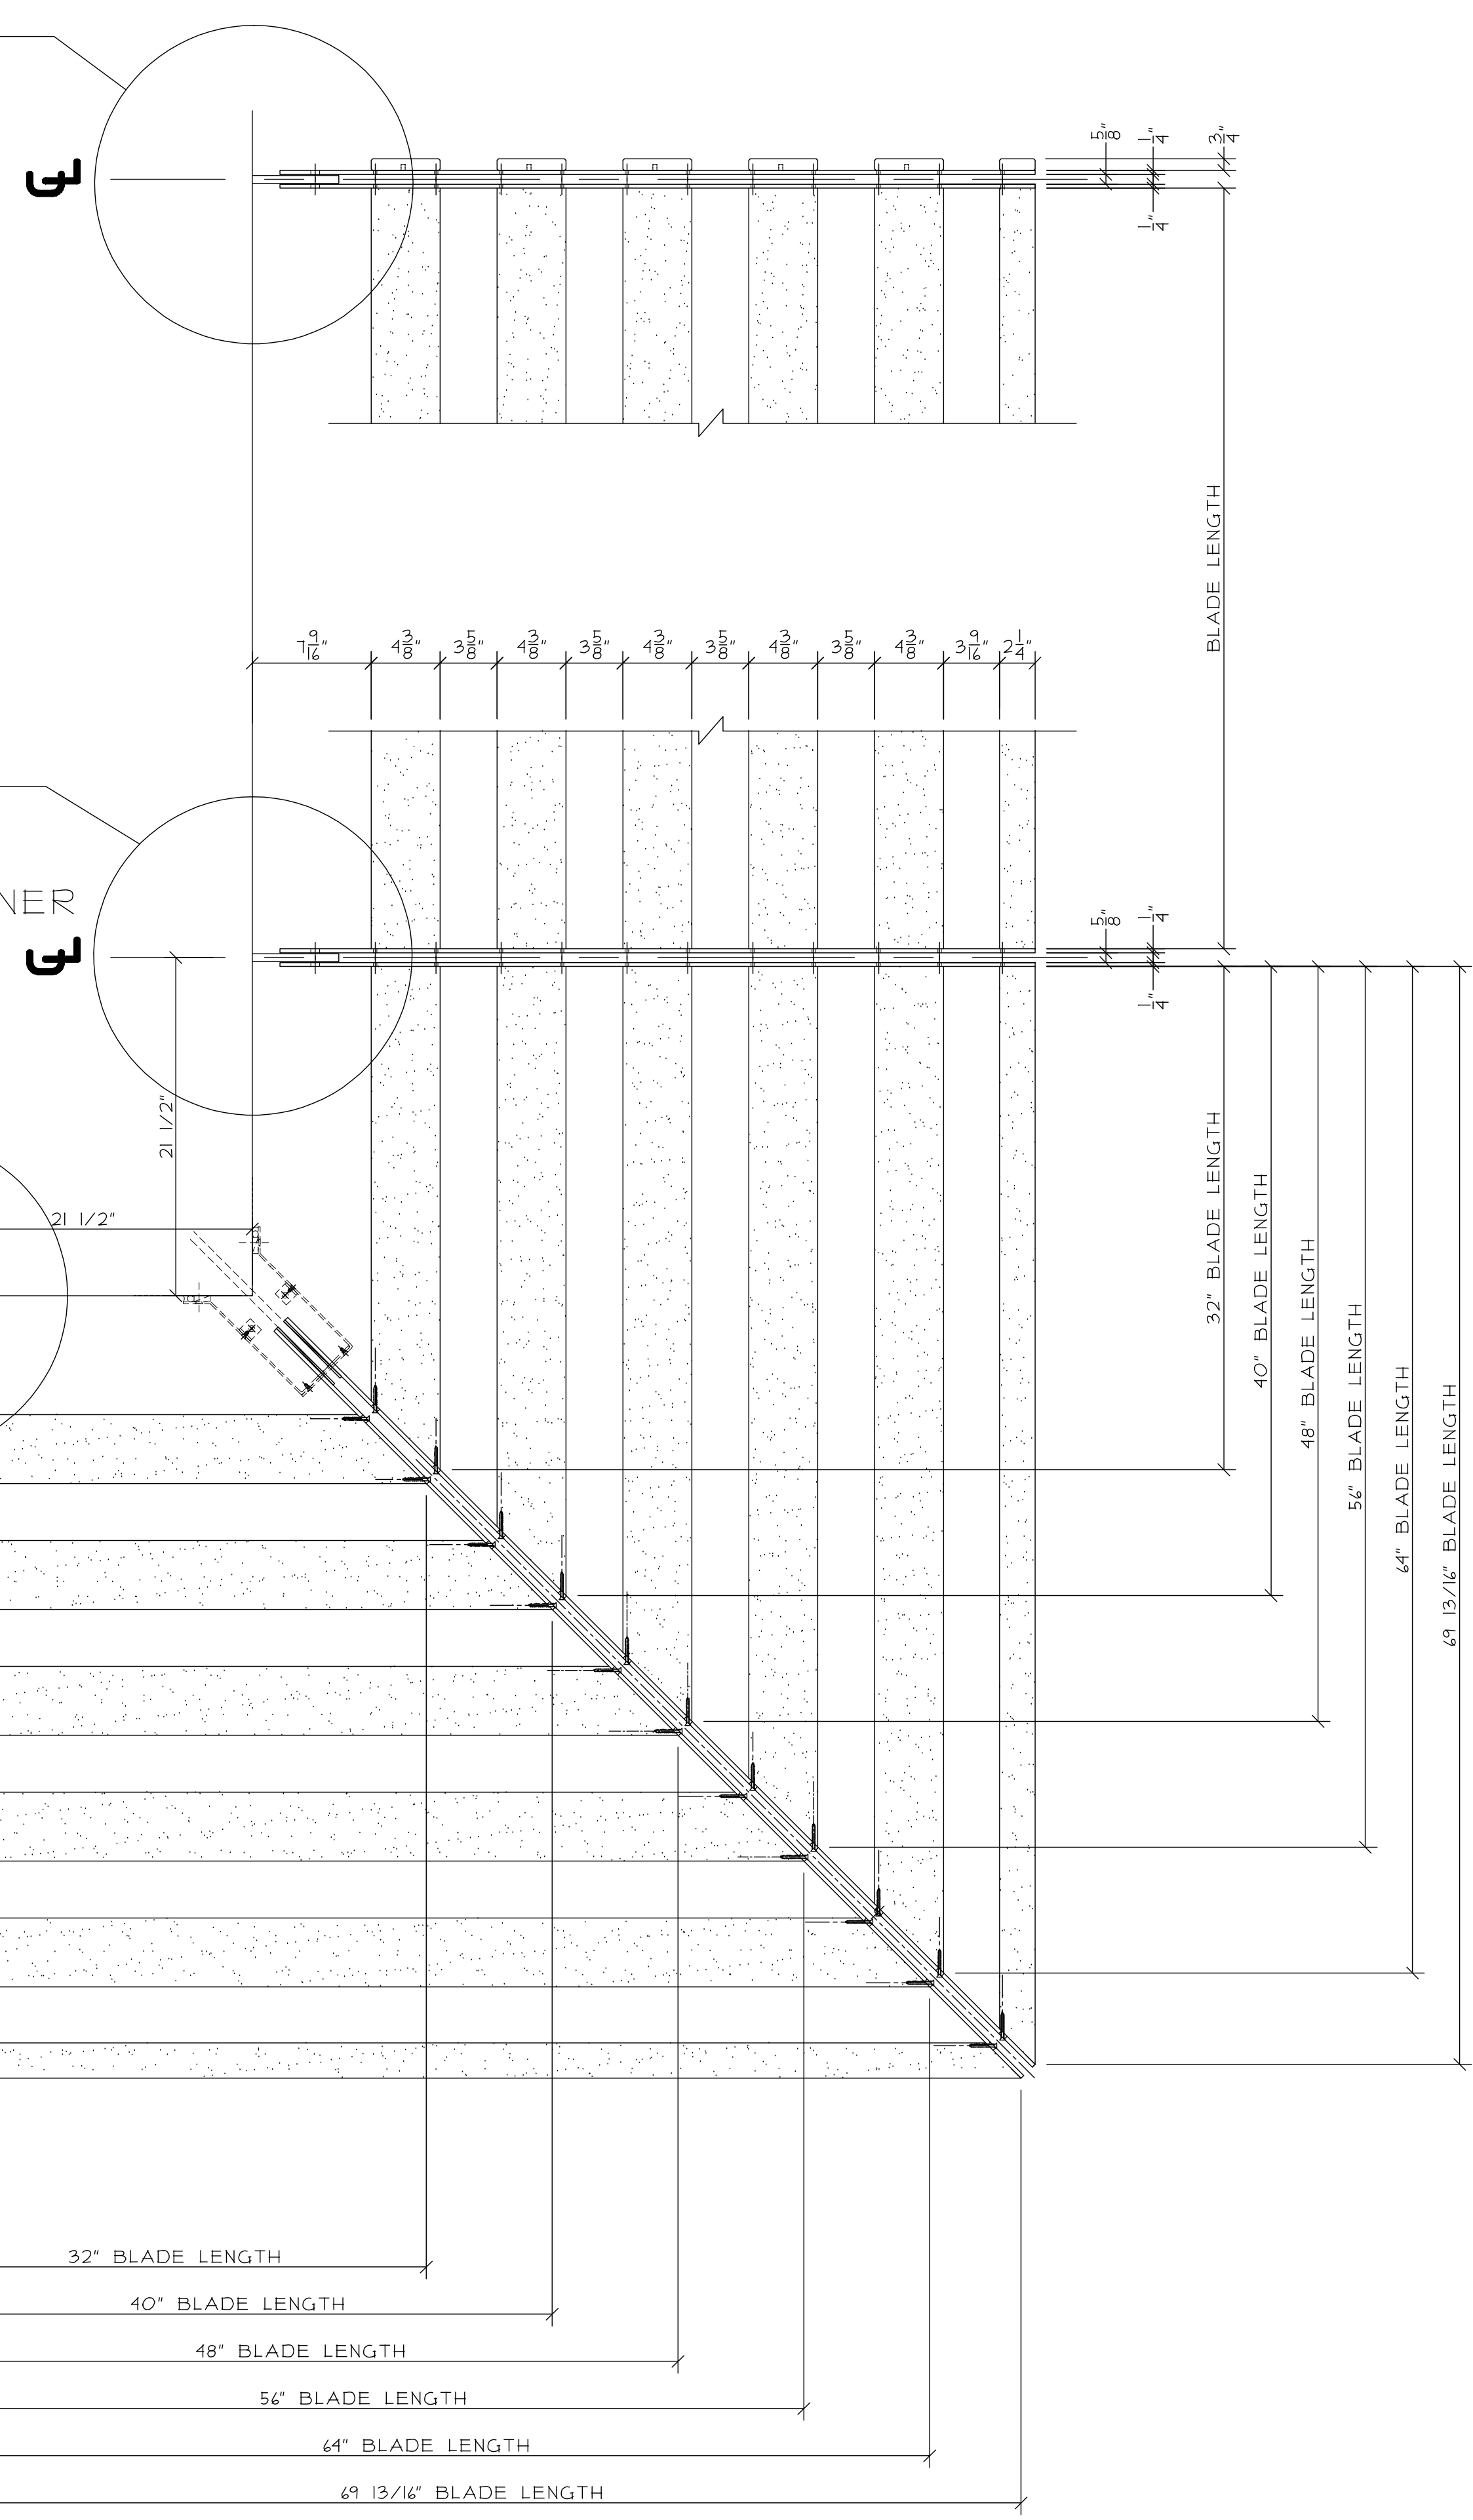 5/8"
1/4"
3/4"
1/4"
BLADE LENGTH
7 9/16"
4 3/8"
3 5/8"
4 3/8"
3 5/8"
4 3/8"
3 5/8"
4 3/8"
3 5/8"
4 3/8"
3 9/16"
2 1/4"
NER
5/8"
1/4"
1/4"
21 1/2"
21 1/2"
32" BLADE LENGTH
40" BLADE LENGTH
48" BLADE LENGTH
56" BLADE LENGTH
64" BLADE LENGTH
69 13/16" BLADE LENGTH
32" BLADE LENGTH
40" BLADE LENGTH
48" BLADE LENGTH
56" BLADE LENGTH
64" BLADE LENGTH
69 13/16" BLADE LENGTH